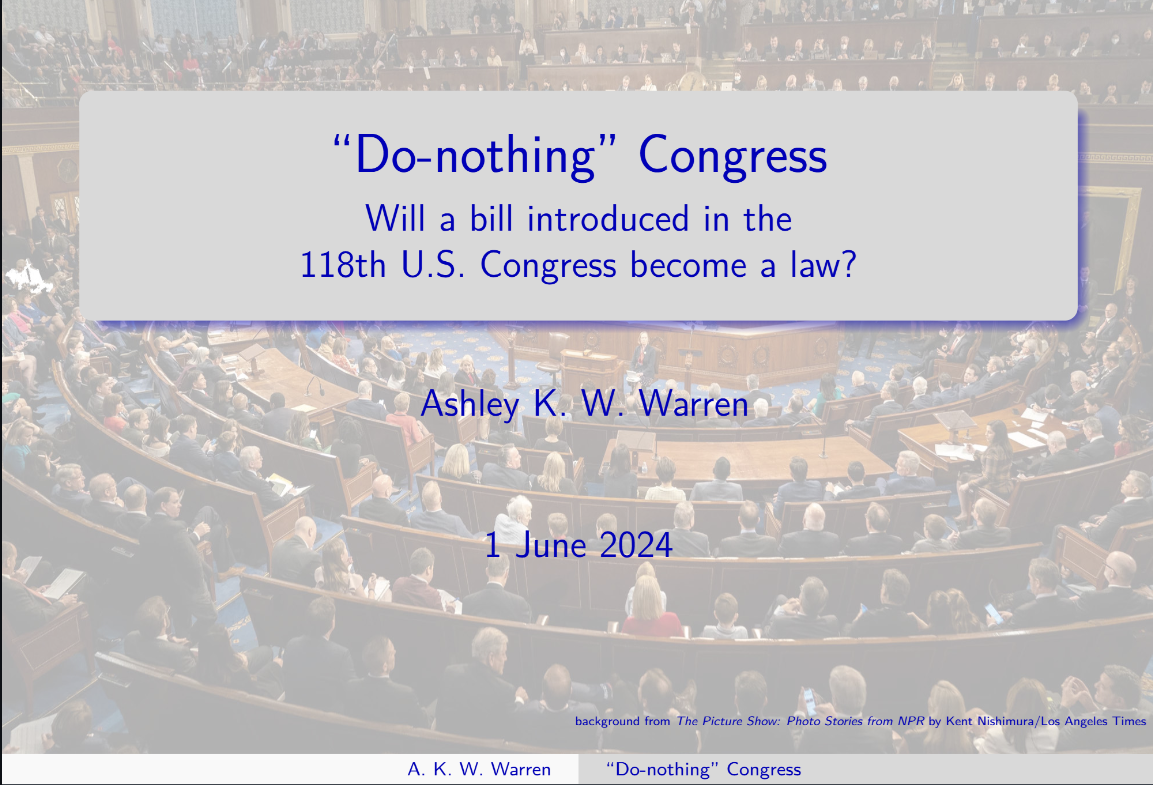 “Do-nothing” Congress
Will a bill introduced in the
118th U.S. Congress become a law?
Ashley K. W. Warren
1 June 2024
background from The Picture Show: Photo Stories from NPR by Kent Nishimura/Los Angeles Times
A. K. W. Warren “Do-nothing” Congress